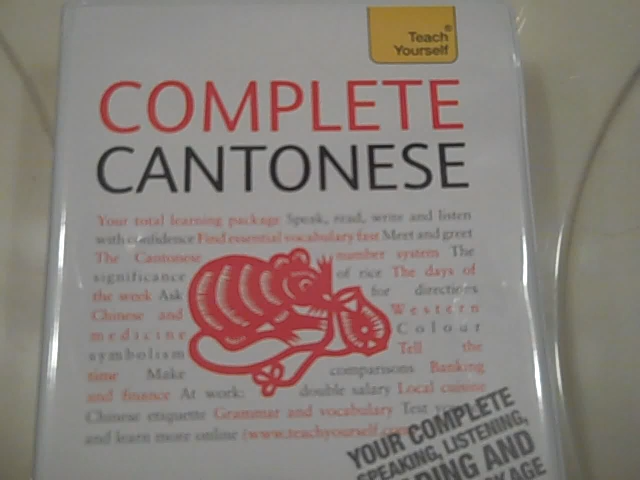 Teach®
Yourself
COMPLETE
CANTONESE
Your total learning package Speak, read, write and listen
with confidence Find essential vocabulary fast Meet and greet
The Cantonese number system The
significance of rice The days of
the week Ask for directions
Chinese and Western
medicine Colour
symbolism Tell the
time Make comparisons Banking
and finance At work: double salary Local cuisine
Chinese etiquette Grammar and vocabulary Test
and learn more online (www.teachyourself.com
YOUR COMPLETE
SPEAKING, LISTENING,
AND